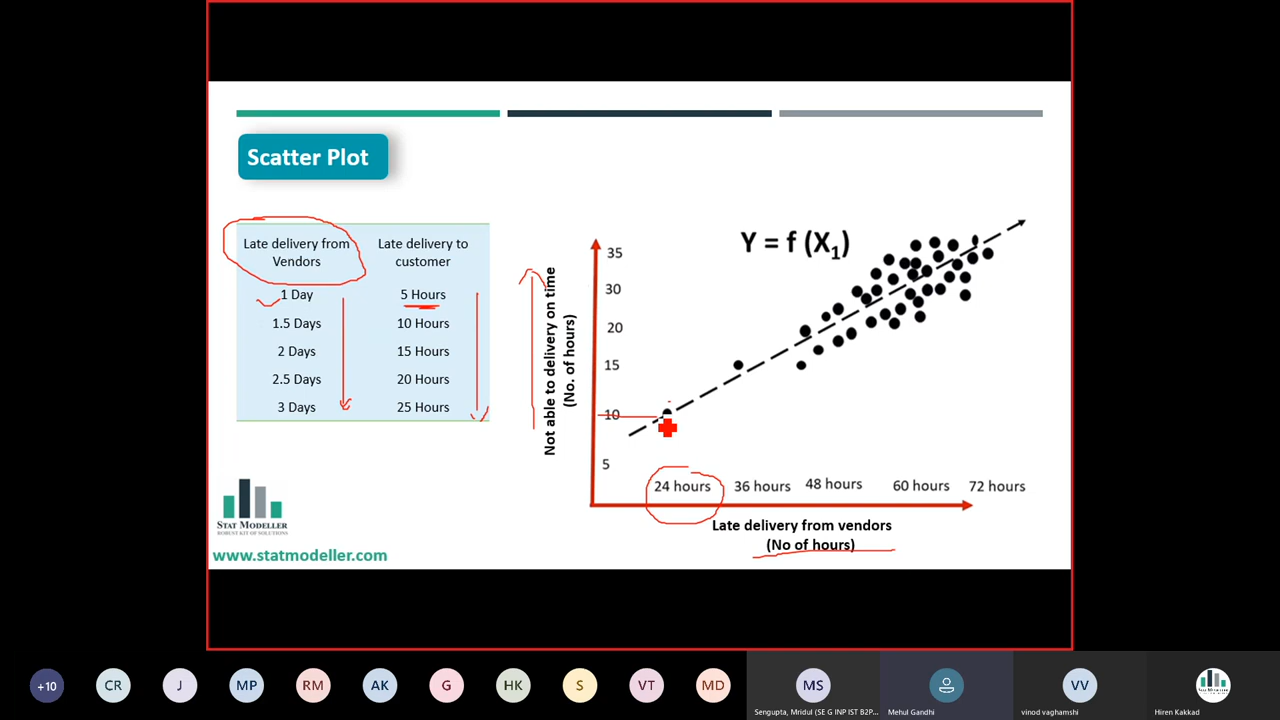 Scatter Plot
Late delivery from Vendors
Late delivery to customer
1 Day
5 Hours
1.5 Days
10 Hours
2 Days
15 Hours
2.5 Days
20 Hours
3 Days
25 Hours
STAT MODELLER
ROBUST KIT OF SOLUTIONS
www.statmodeller.com
Not able to delivery on time
(No. of hours)
Y = f (X₁)
35
30
20
15
10
5
24 hours
36 hours
48 hours
60 hours
72 hours
Late delivery from vendors
(No of hours)
+10
CR
J
MP
RM
AK
G
HK
S
VT
MD
MS
Sengupta, Mridul (SE G INP IST B2P...
Mehul Gandhi
VV
vinod vaghamshi
Hiren Kakkad